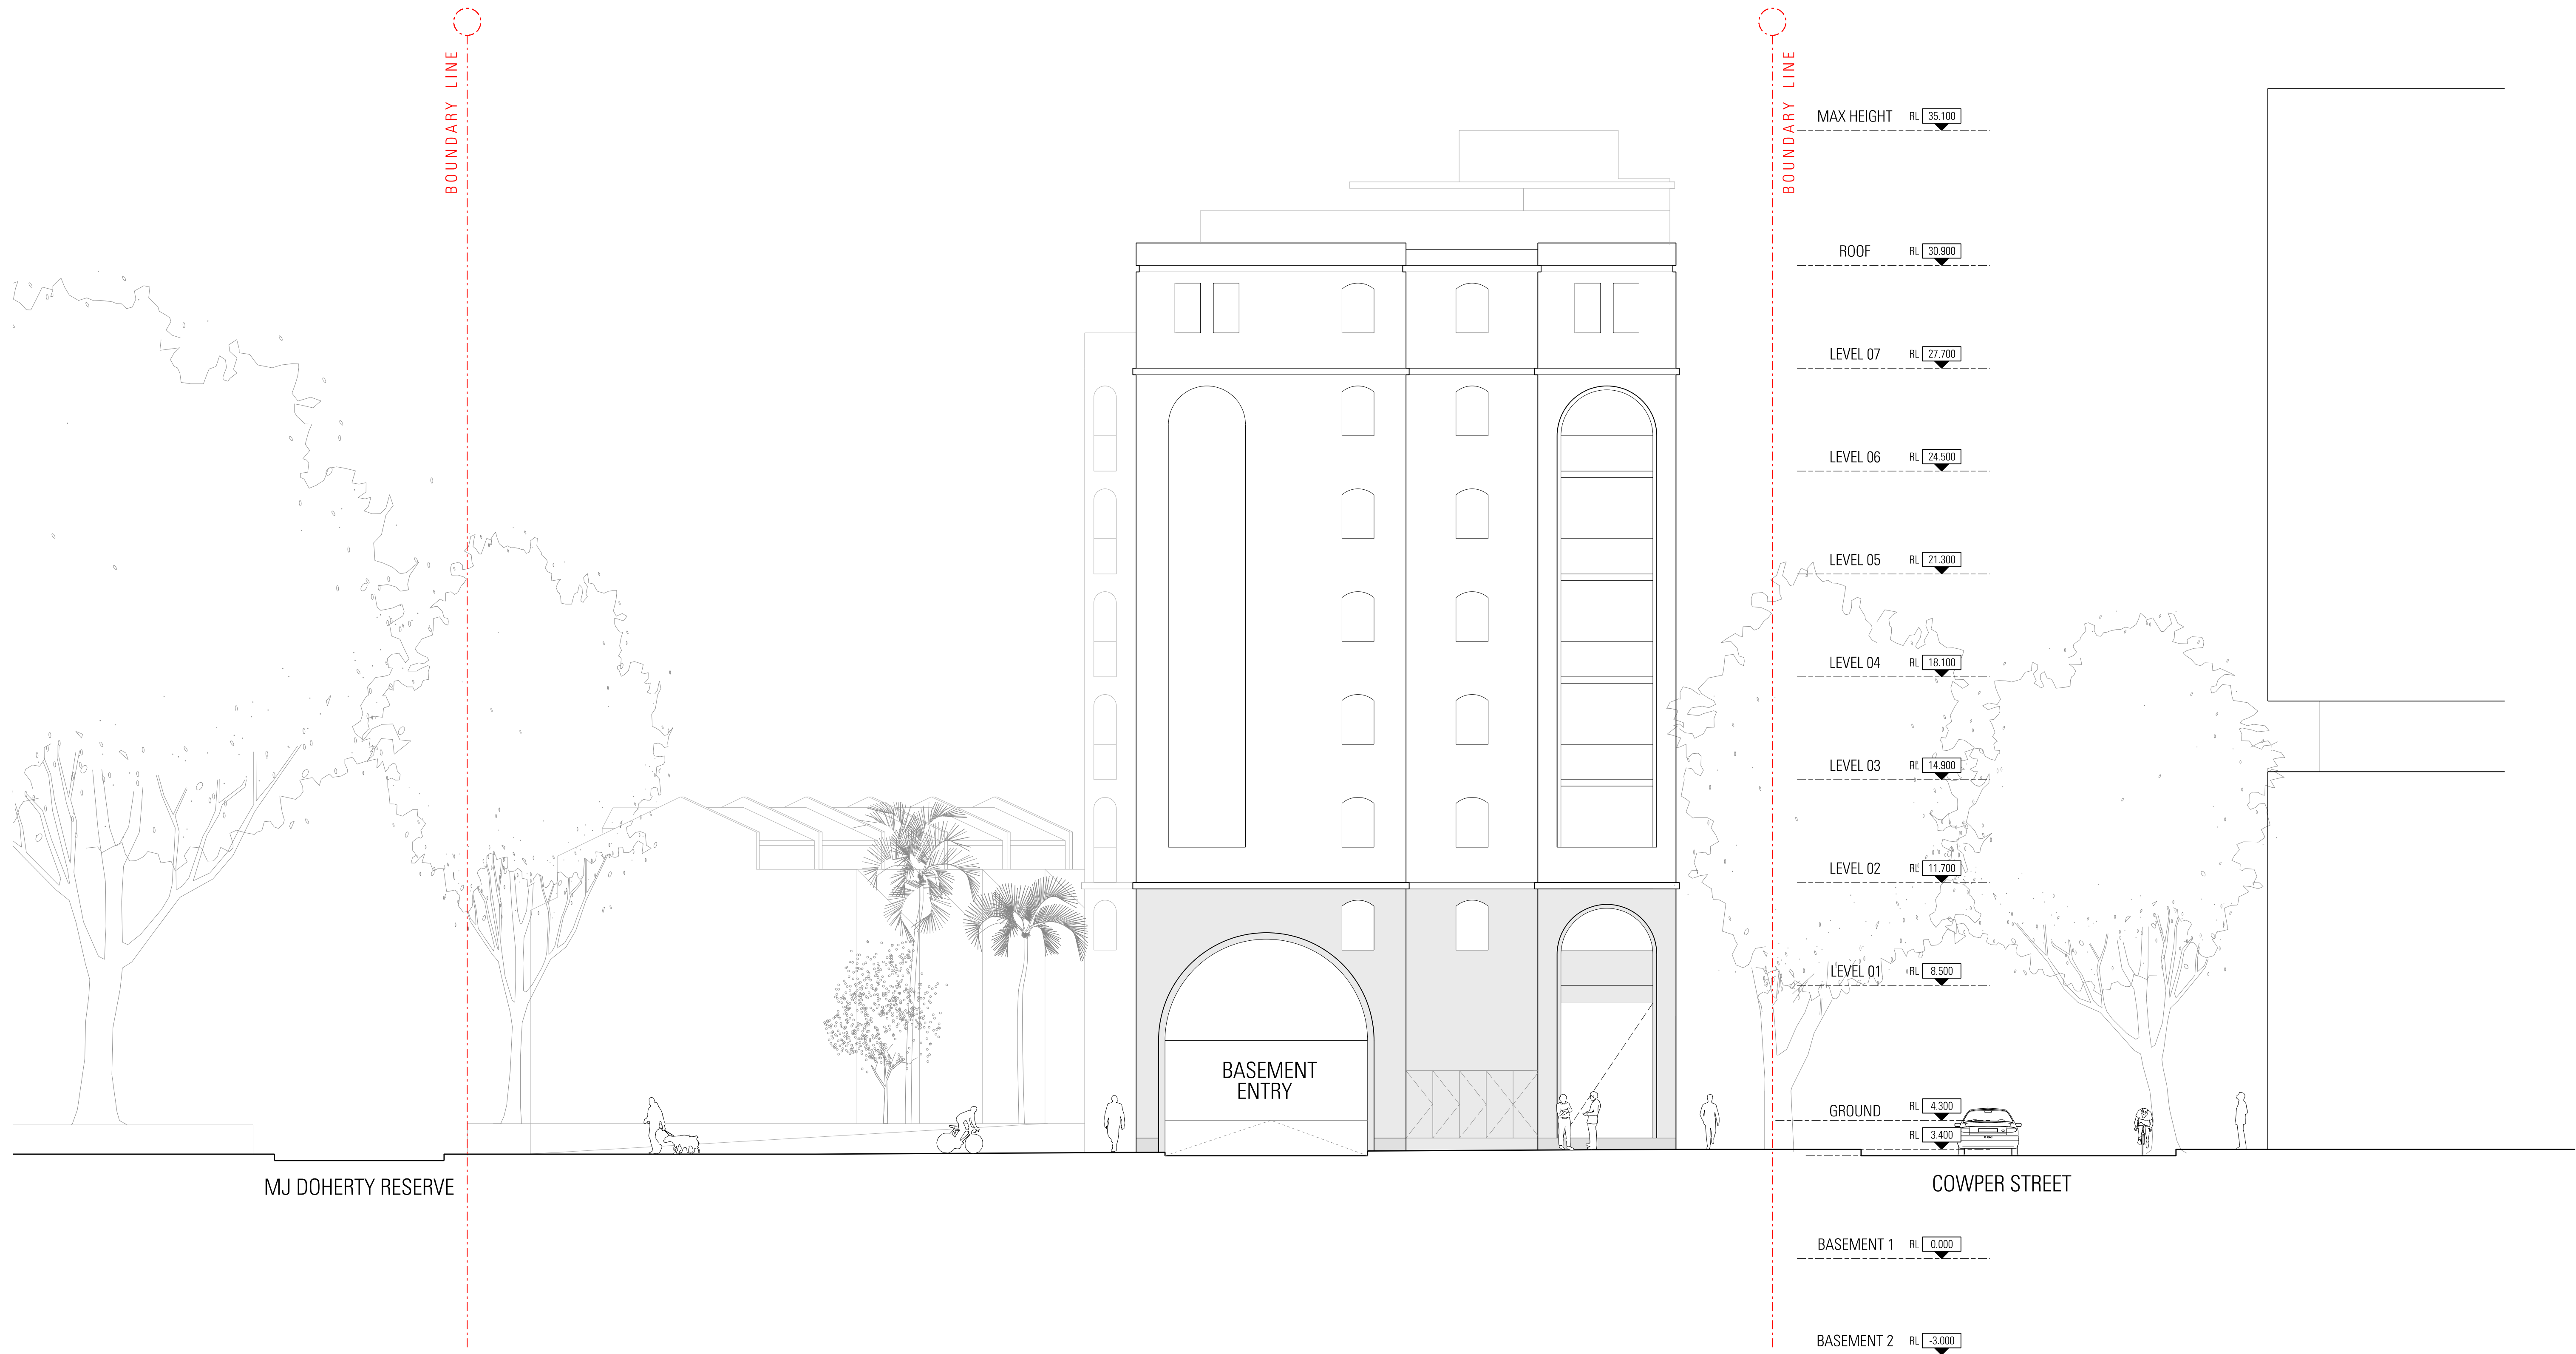 BOUNDARY LINE
BOUNDARY LINE
MAX HEIGHT RL 35.100
ROOF RL 30.900
LEVEL 07 RL 27.700
LEVEL 06 RL 24.500
LEVEL 05 RL 21.300
LEVEL 04 RL 18.100
LEVEL 03 RL 14.900
LEVEL 02 RL 11.700
LEVEL 01 RL 8.500
BASEMENT
ENTRY
GROUND RL 4.300
RL 3.400
MJ DOHERTY RESERVE
COWPER STREET
BASEMENT 1 RL 0.000
BASEMENT 2 RL -3.000